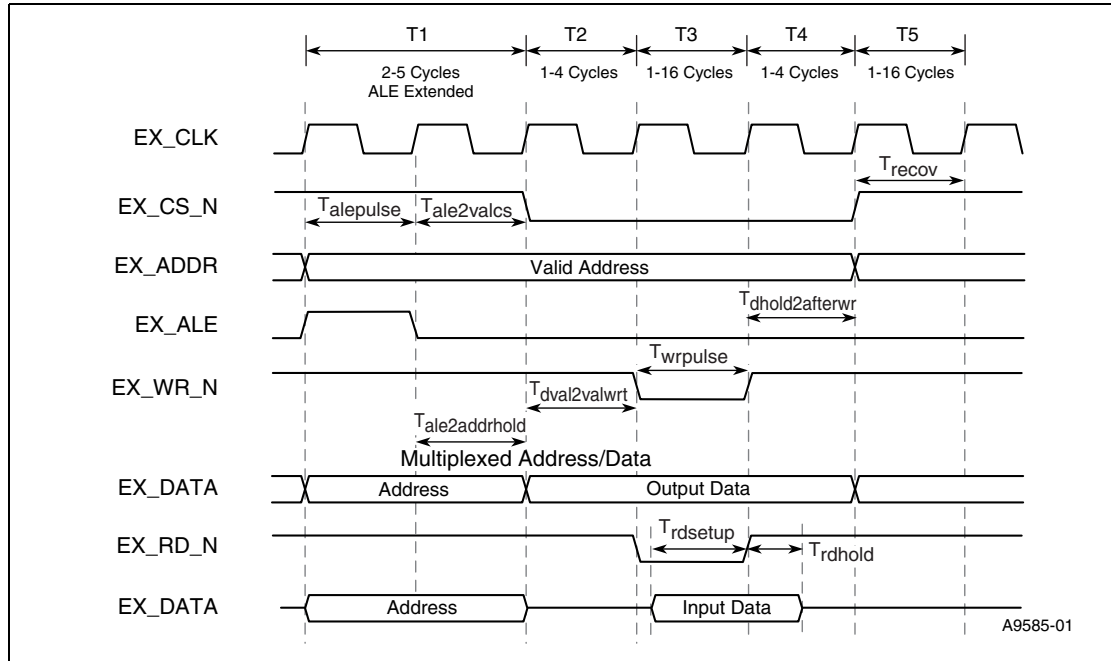 T1 T2 T3 T4 T5
2-5 Cycles 1-4 Cycles 1-16 Cycles 1-4 Cycles 1-16 Cycles
ALE Extended
EX_CLK
Trecov
EX_CS_N
Talepulse Tale2valcs
EX_ADDR
Valid Address
Tdhold2afterwr
EX_ALE
Twrpulse
EX_WR_N
Tdval2valwrt
Tale2addrhold
Multiplexed Address/Data
EX_DATA Address Output Data
Trdsetup
EX_RD_N
Trdhold
EX_DATA Address Input Data
A9585-01